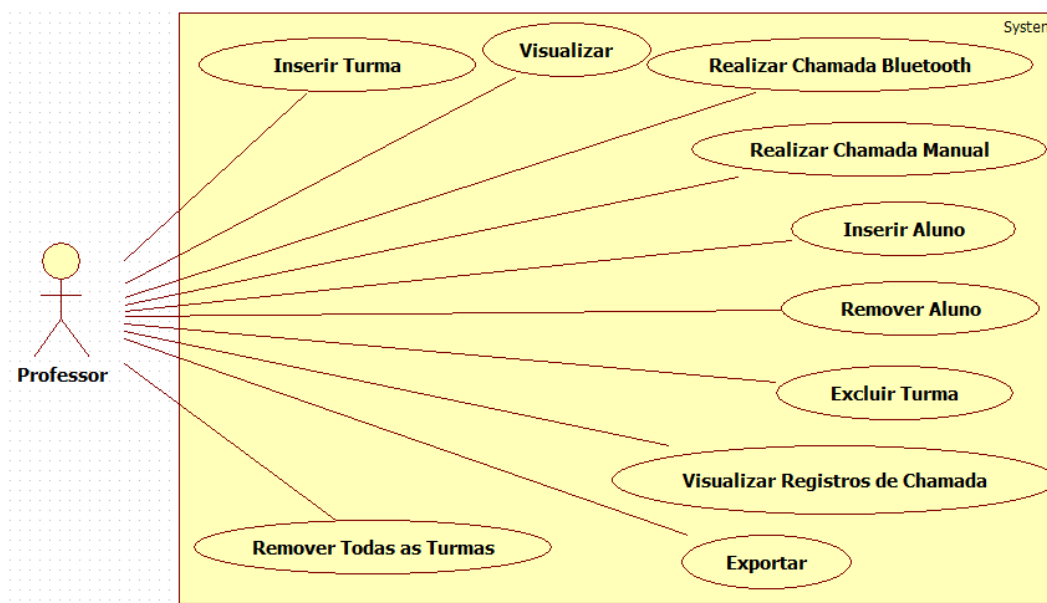 System
Inserir Turma
Visualizar
Realizar Chamada Bluetooth
Realizar Chamada Manual
Inserir Aluno
Remover Aluno
Professor
Excluir Turma
Visualizar Registros de Chamada
Remover Todas as Turmas
Exportar